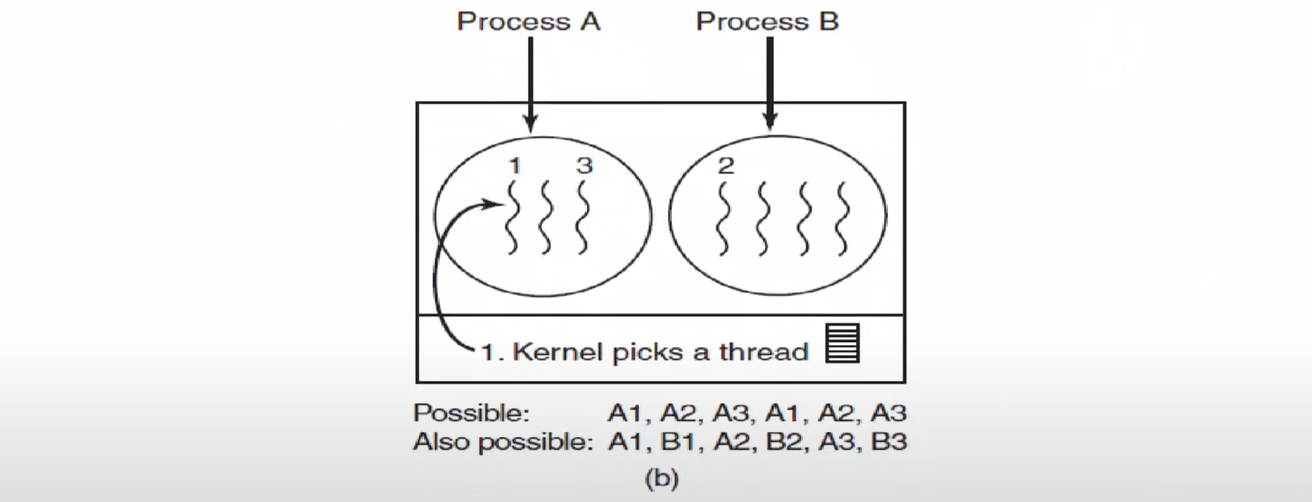 Process A Process B
1 3 2
1. Kernel picks a thread
Possible: A1, A2, A3, A1, A2, A3
Also possible: A1, B1, A2, B2, A3, B3
(b)